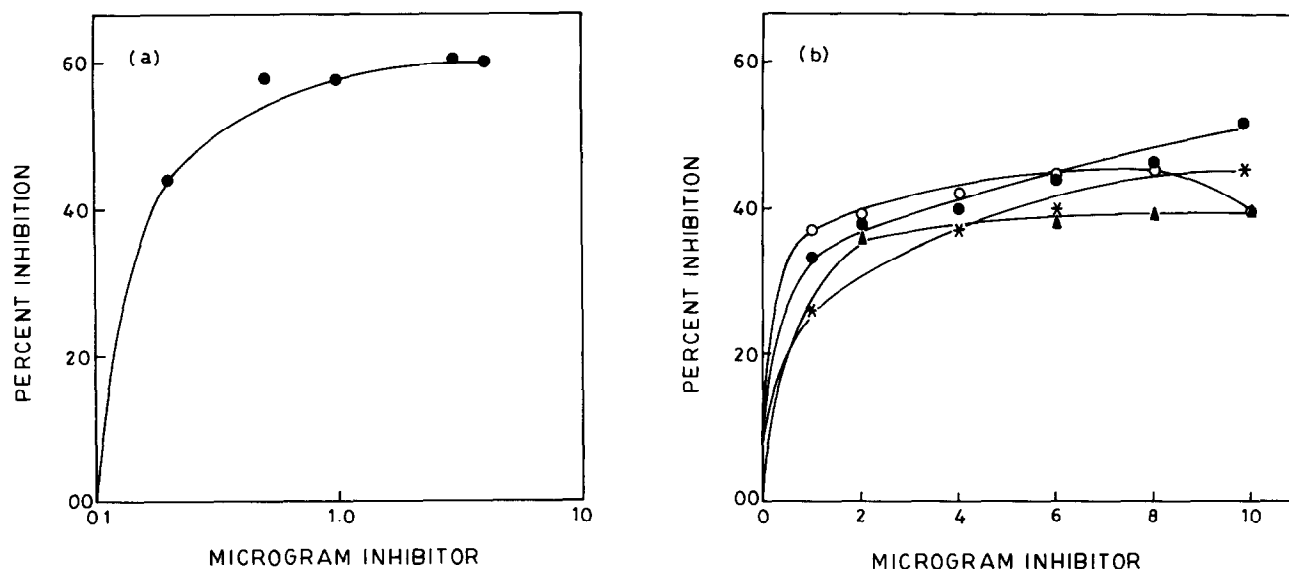 (a)
60
40
20
00
01
1.0
10
PERCENT INHIBITION
MICROGRAM INHIBITOR
(b)
60
40
20
00
0
2
4
6
8
10
PERCENT INHIBITION
MICROGRAM INHIBITOR